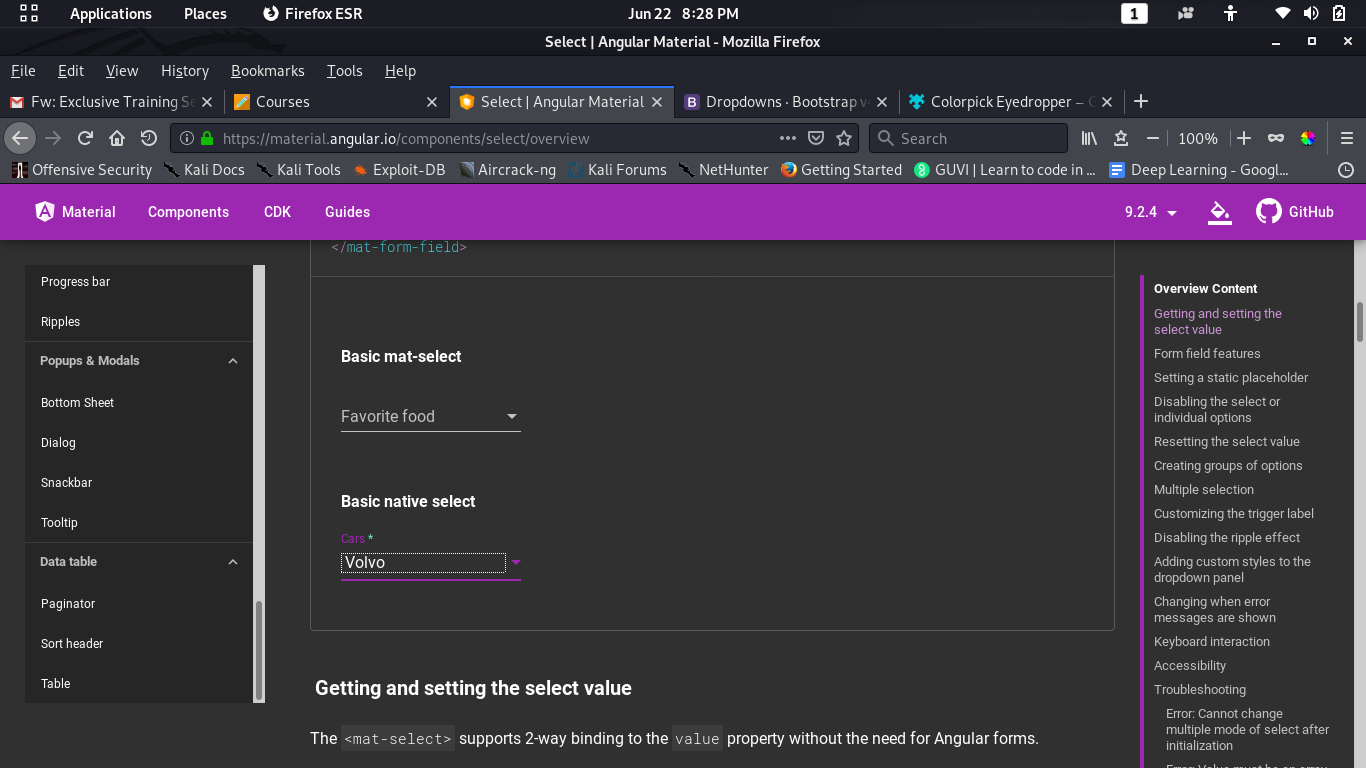 Applications Places Firefox ESR Jun 22 8:28 PM 1
Select | Angular Material - Mozilla Firefox
File Edit View History Bookmarks Tools Help
Fw: Exclusive Training Se Courses Select | Angular Material Dropdowns · Bootstrap v4 Colorpick Eyedropper –
https://material.angular.io/components/select/overview Search 100%
Offensive Security Kali Docs Kali Tools Exploit-DB Aircrack-ng Kali Forums NetHunter Getting Started GUVI | Learn to code in ... Deep Learning - Googl...
Material Components CDK Guides 9.2.4 GitHub
</mat-form-field>
Progress bar
Ripples
Popups & Modals
Bottom Sheet
Dialog
Snackbar
Tooltip
Data table
Paginator
Sort header
Table
Basic mat-select
Favorite food
Basic native select
Cars *
Volvo
Getting and setting the select value
The <mat-select> supports 2-way binding to the value property without the need for Angular forms.
Overview Content
Getting and setting the
select value
Form field features
Setting a static placeholder
Disabling the select or
individual options
Resetting the select value
Creating groups of options
Multiple selection
Customizing the trigger label
Disabling the ripple effect
Adding custom styles to the
dropdown panel
Changing when error
messages are shown
Keyboard interaction
Accessibility
Troubleshooting
Error: Cannot change
multiple mode of select after
initialization
Error: Value must be an array